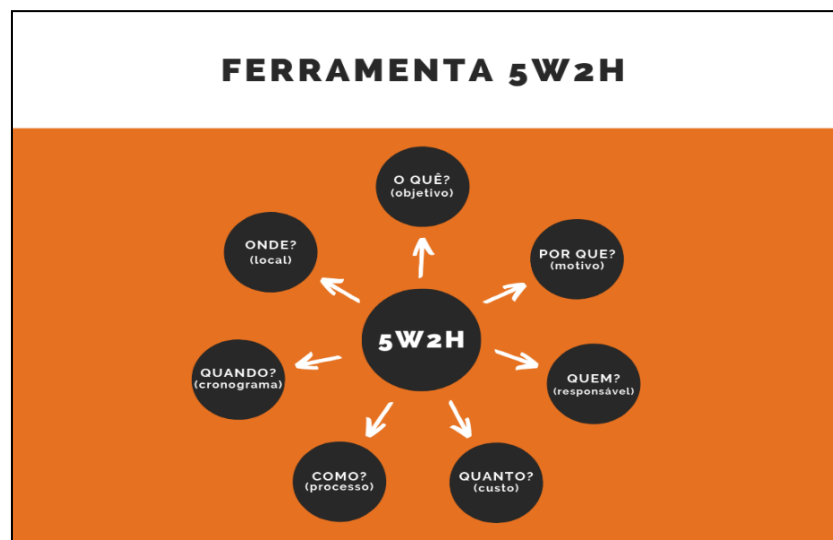 FERRAMENTA 5W2H
O QUÊ?
(objetivo)
ONDE?
(local)
POR QUE?
(motivo)
5W2H
QUANDO?
(cronograma)
QUEM?
(responsável)
COMO?
(processo)
QUANTO?
(custo)